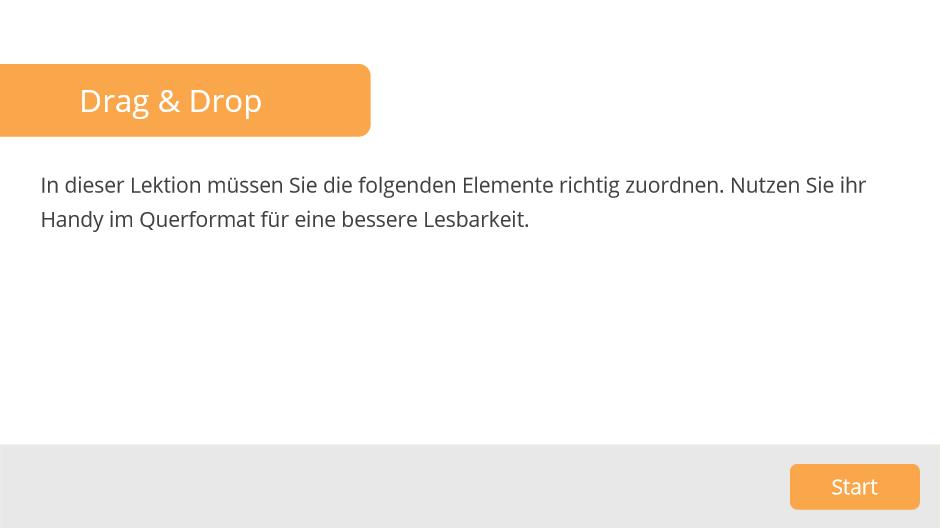 Drag & Drop
In dieser Lektion müssen Sie die folgenden Elemente richtig zuordnen. Nutzen Sie ihr
Handy im Querformat für eine bessere Lesbarkeit.
Start